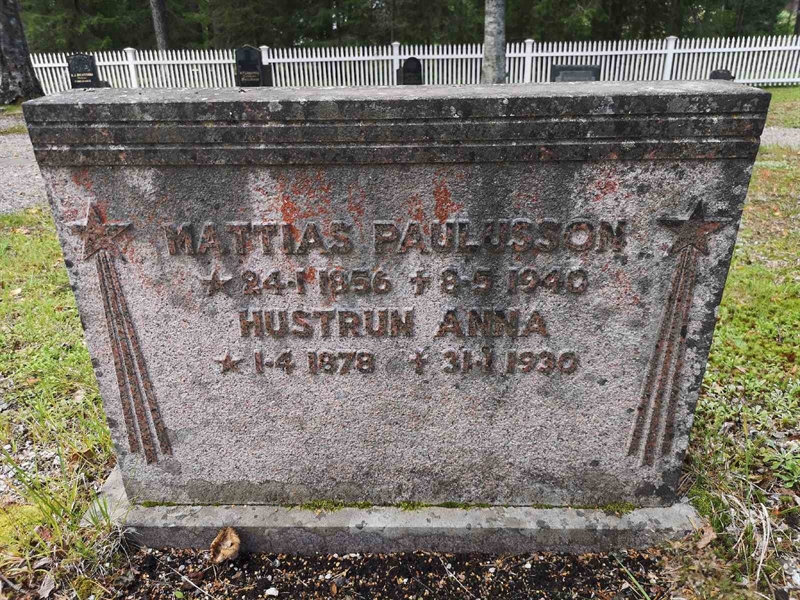 MATTIAS PAULUSSON
★ 24-1 1856 ✝ 8-5 1940
HUSTRUN ANNA
★ 1-4 1878 ✝ 31-1 1930